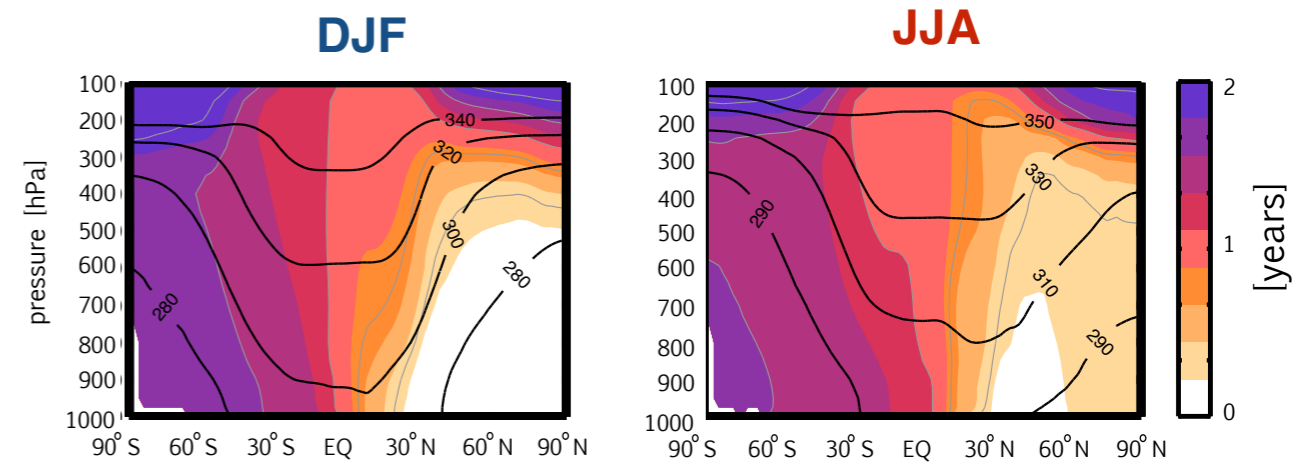 DJF
JJA
pressure [hPa]
100
200
300
400
500
600
700
800
900
1000
90° S
60° S
30° S
EQ
30° N
60° N
90° N
340
320
300
280
280
100
200
300
400
500
600
700
800
900
1000
90° S
60° S
30° S
EQ
30° N
60° N
90° N
350
330
290
310
290
2
1
0
[years]